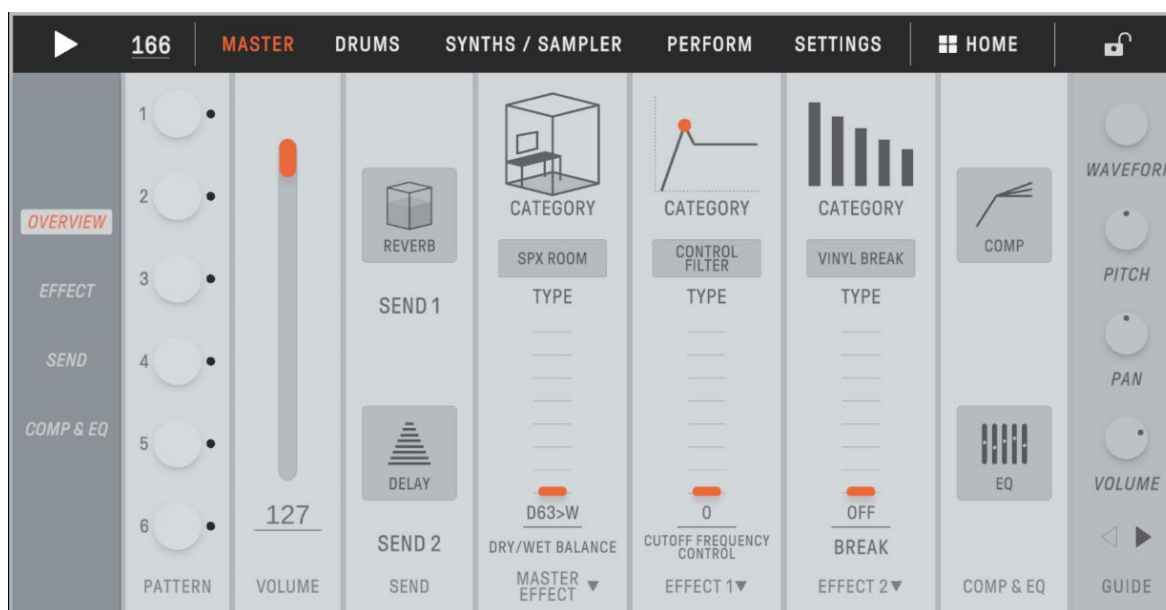 166
MASTER
DRUMS
SYNTHS / SAMPLER
PERFORM
SETTINGS
HOME
OVERVIEW
EFFECT
SEND
COMP & EQ
1
2
3
4
5
6
PATTERN
127
VOLUME
REVERB
SEND 1
DELAY
SEND 2
SEND
CATEGORY
SPX ROOM
TYPE
D63>W
DRY/WET BALANCE
MASTER
EFFECT
CATEGORY
CONTROL
FILTER
TYPE
0
CUTOFF FREQUENCY
CONTROL
EFFECT 1
CATEGORY
VINYL BREAK
TYPE
OFF
BREAK
EFFECT 2
COMP
EQ
COMP & EQ
WAVEFORM
PITCH
PAN
VOLUME
GUIDE